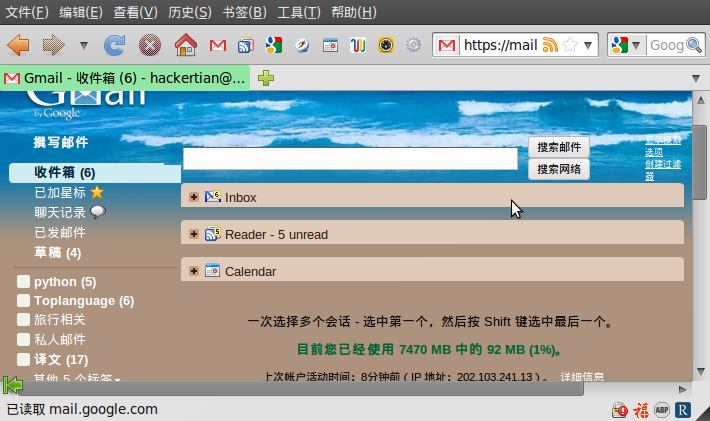 文件(F) 编辑(E) 查看(V) 历史(S) 书签(B) 工具(T) 帮助(H)
https://mail
Goog
Gmail - 收件箱 (6) - hackertian@...
Gmail
by Google
撰写邮件
搜索邮件
搜索网络
选项
创建过滤器
收件箱 (6)
已加星标
聊天记录
已发邮件
草稿 (4)
6 Inbox
5 Reader - 5 unread
Calendar
python (5)
Toplanguage (6)
旅行相关
私人邮件
译文 (17)
其他 5 个标签▾
一次选择多个会话 - 选中第一个，然后按 Shift 键选中最后一个。
目前您已经使用 7470 MB 中的 92 MB (1%)。
上次帐户活动时间：8分钟前 ( IP 地址：202.103.241.13 ) 。 详细信息
已读取 mail.google.com
ABP
R